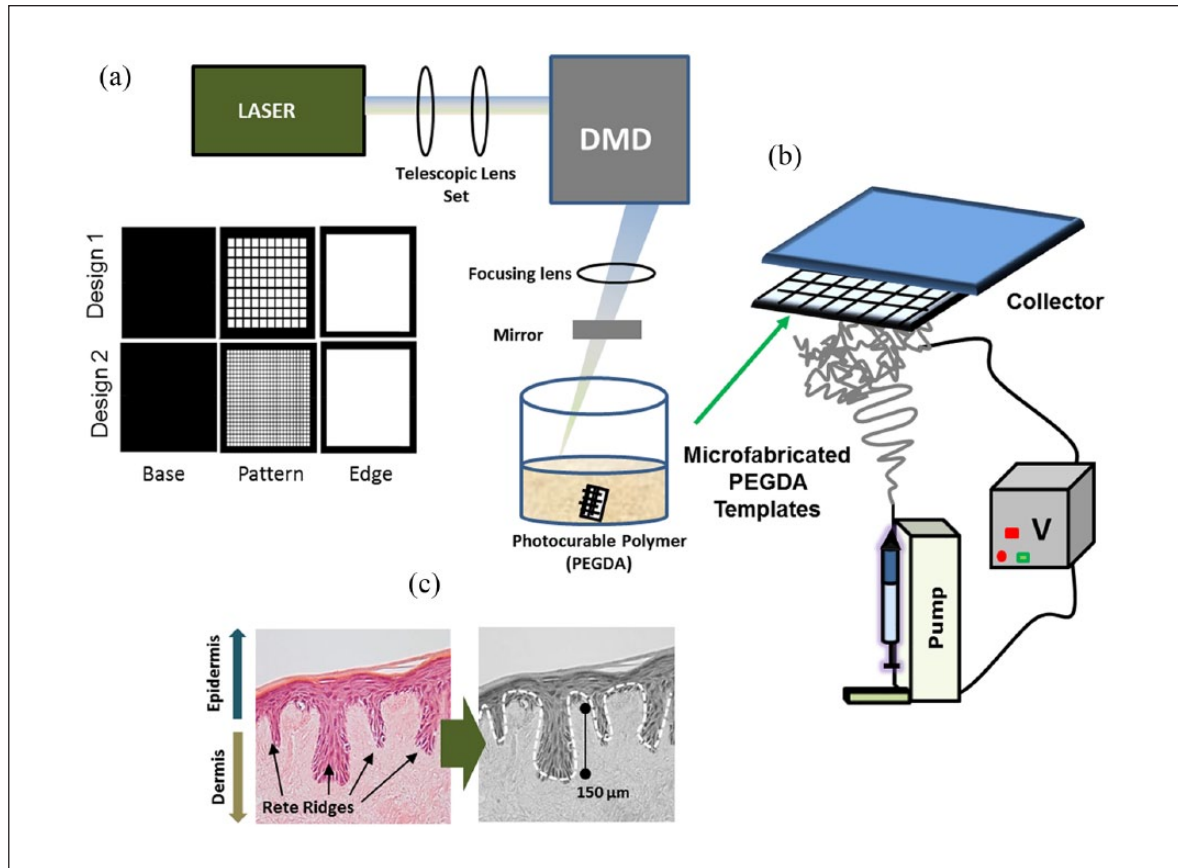 (a)
LASER
Telescopic Lens
Set
DMD
Focusing lens
Mirror
Photocurable Polymer
(PEGDA)
Design 1
Design 2
Base
Pattern
Edge
(b)
Collector
Microfabricated
PEGDA
Templates
Pump
V
(c)
Epidermis
Dermis
Rete Ridges
150 µm